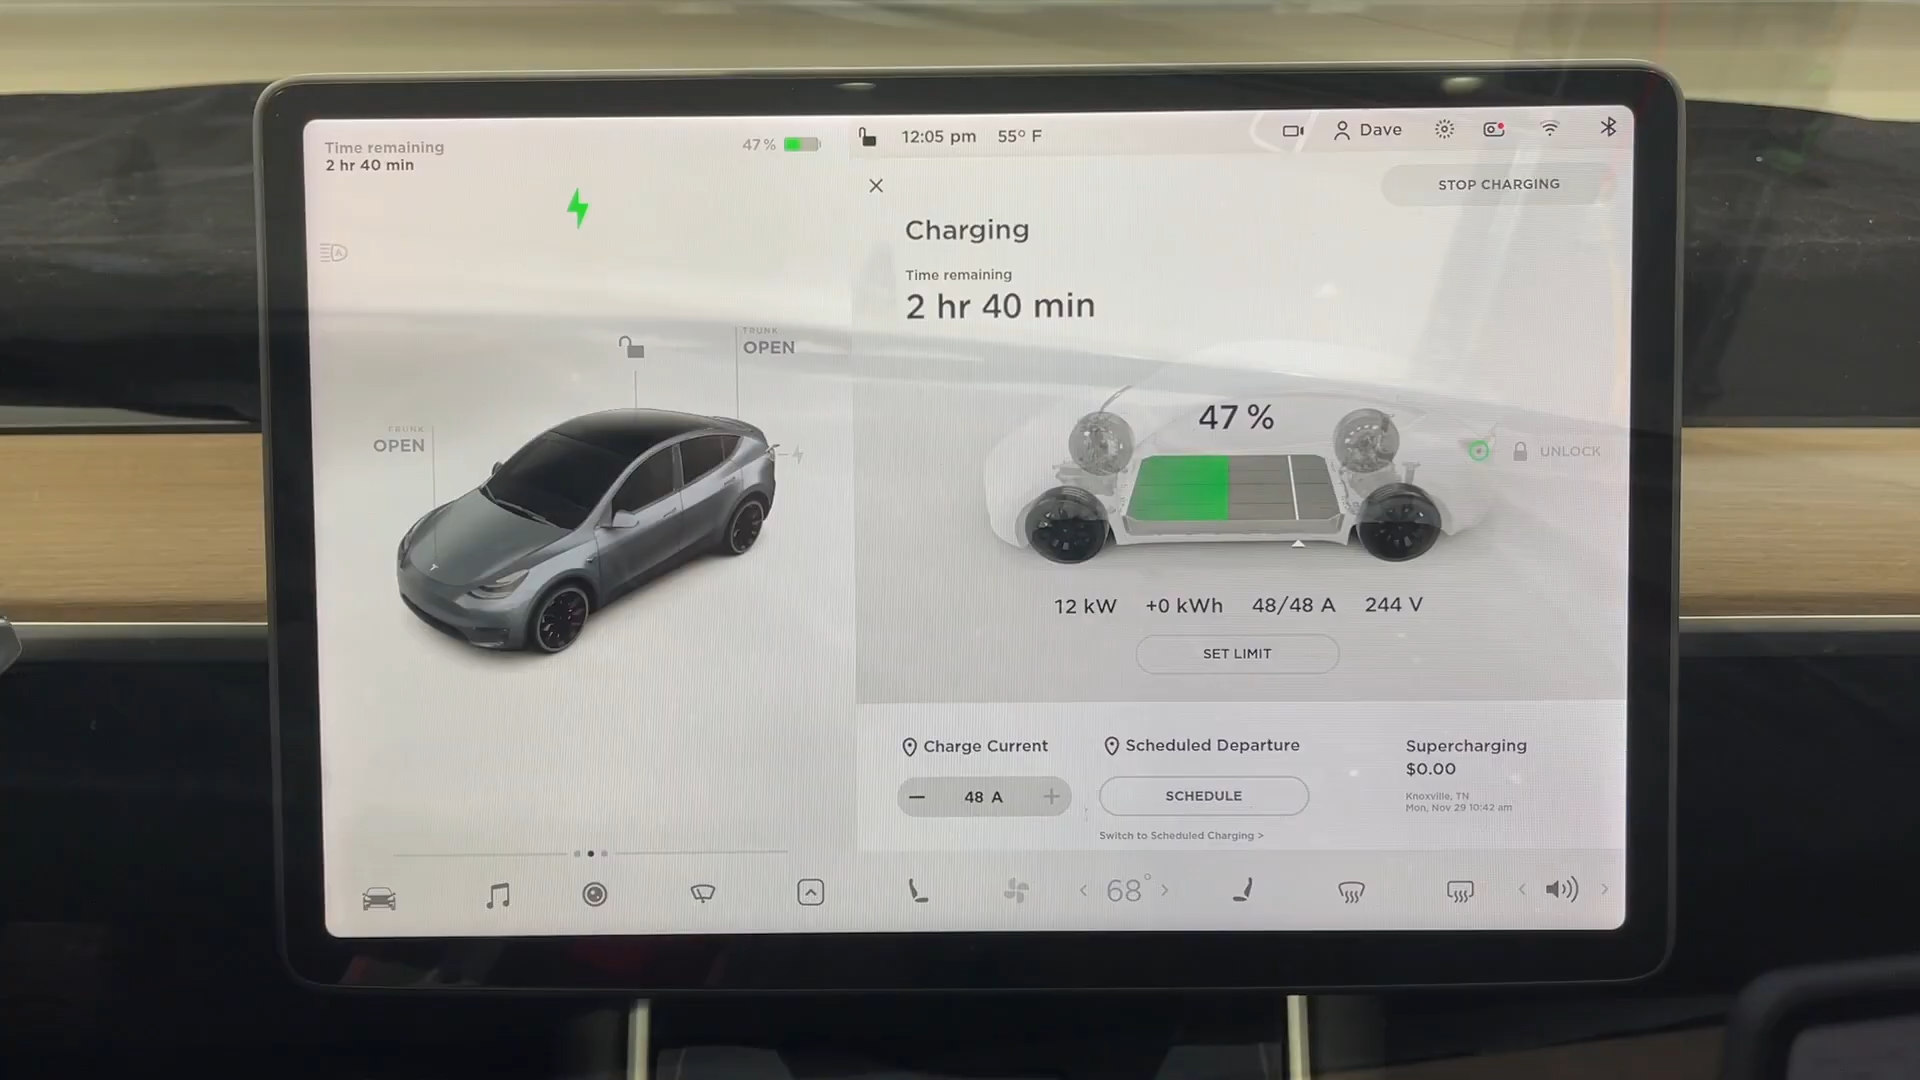 Time remaining
2 hr 40 min
47 %
12:05 pm
55° F
Dave
STOP CHARGING
Charging
Time remaining
2 hr 40 min
TRUNK
OPEN
FRUNK
OPEN
47 %
UNLOCK
12 kW +0 kWh 48/48 A 244 V
SET LIMIT
Charge Current
48 A
Scheduled Departure
SCHEDULE
Switch to Scheduled Charging >
Supercharging
$0.00
Knoxville, TN
Mon, Nov 29 10:42 am
68°